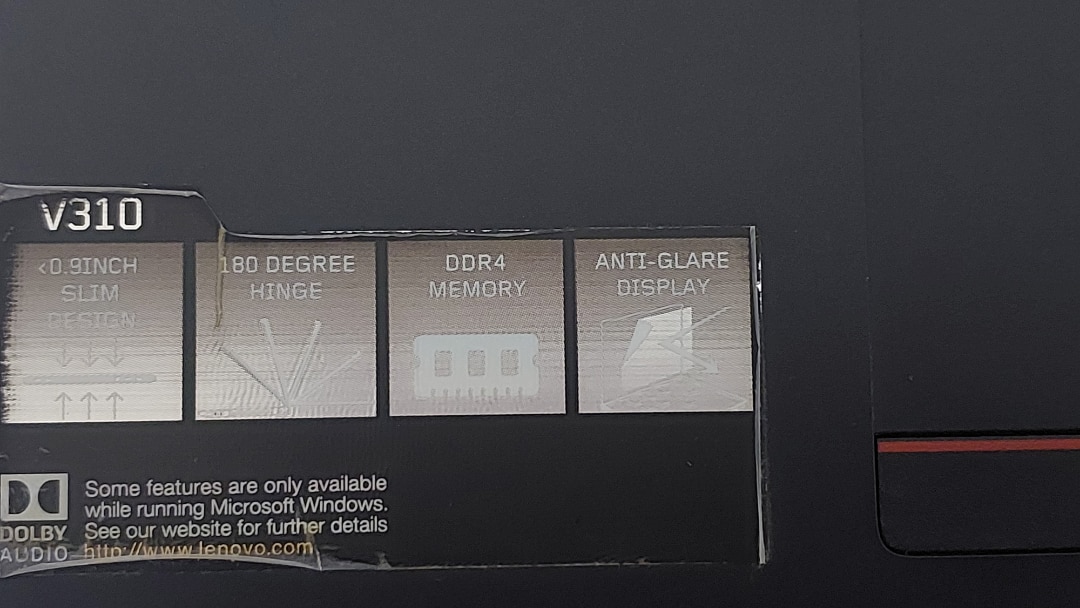 V310
<0.9INCH
SLIM
DESIGN
180 DEGREE
HINGE
DDR4
MEMORY
ANTI-GLARE
DISPLAY
DOLBY
AUDIO
Some features are only available
while running Microsoft Windows.
See our website for further details
http://www.lenovo.com